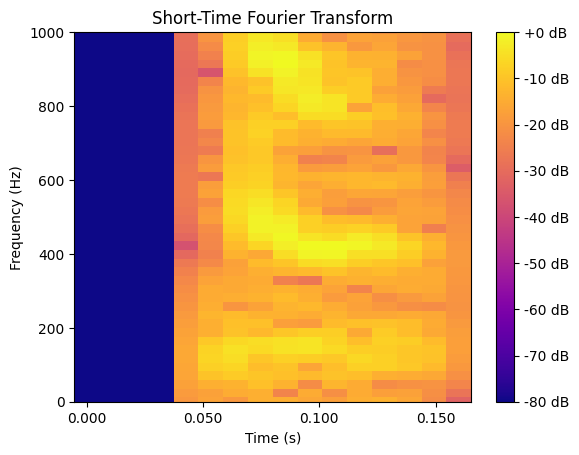 Short-Time Fourier Transform
1000
800
600
400
200
0
Frequency (Hz)
0.000
0.050
0.100
0.150
Time (s)
+0 dB
-10 dB
-20 dB
-30 dB
-40 dB
-50 dB
-60 dB
-70 dB
-80 dB